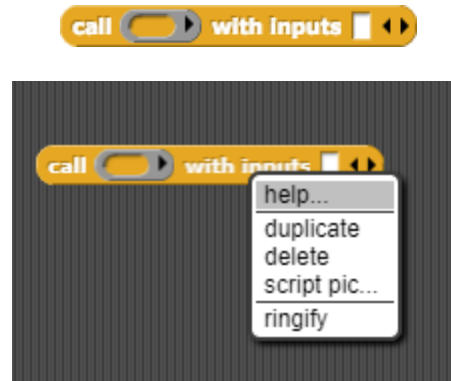 call with inputs
call with inputs
help...
duplicate
delete
script pic...
ringify